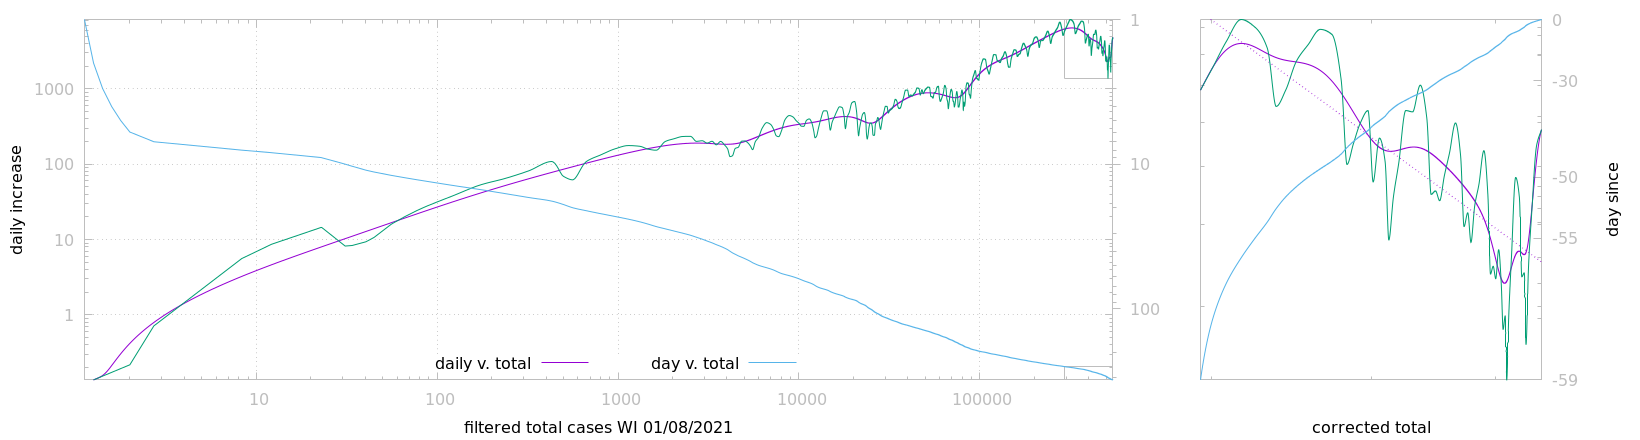 daily increase
1000
100
10
1
daily v. total
day v. total
10
100
1000
10000
100000
filtered total cases WI 01/08/2021
1
10
100
0
-30
-50
-55
-59
day since
corrected total